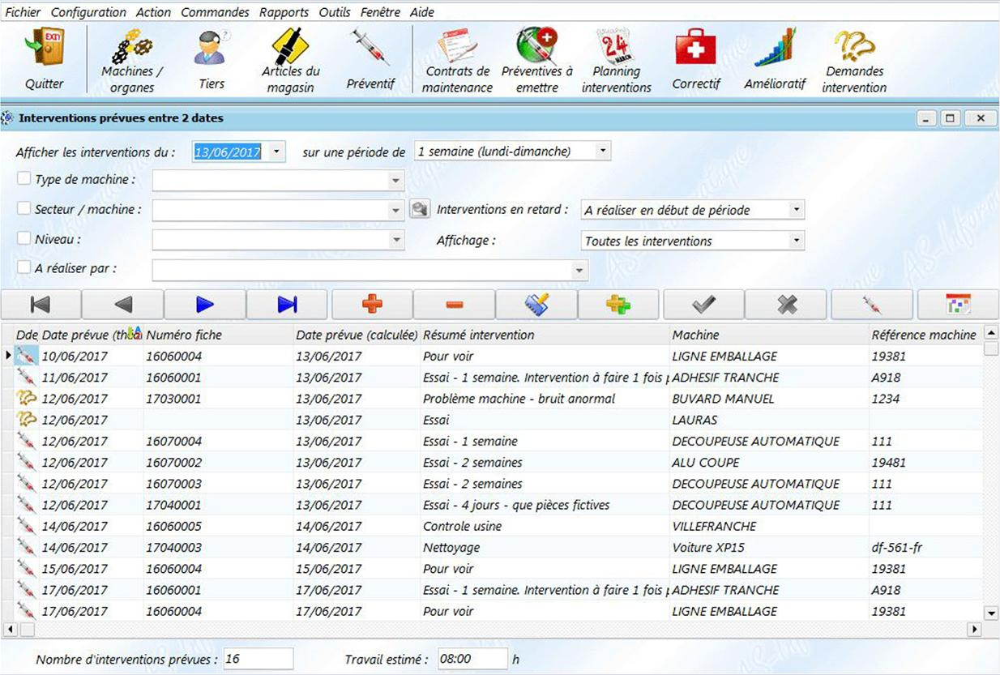 Fichier Configuration Action Commandes Rapports Outils Fenêtre Aide
EXIT
24
MARCH
Quitter
Machines / organes
Tiers
Articles du magasin
Préventif
Contrats de maintenance
Préventives à emettre
Planning interventions
Correctif
Amélioratif
Demandes intervention
Interventions prévues entre 2 dates
Afficher les interventions du : 13/06/2017 sur une période de 1 semaine (lundi-dimanche)
Type de machine :
Secteur / machine : Interventions en retard : A réaliser en début de période
Niveau : Affichage : Toutes les interventions
A réaliser par :
Dde Date prévue (théo Numéro fiche Date prévue (calculée) Résumé intervention Machine Référence machine
10/06/2017 16060004 13/06/2017 Pour voir LIGNE EMBALLAGE 19381
11/06/2017 16060001 13/06/2017 Essai - 1 semaine. Intervention à faire 1 fois p ADHESIF TRANCHE A918
12/06/2017 17030001 13/06/2017 Problème machine - bruit anormal BUVARD MANUEL 1234
12/06/2017 13/06/2017 Essai LAURAS
12/06/2017 16070004 13/06/2017 Essai - 1 semaine DECOUPEUSE AUTOMATIQUE 111
12/06/2017 16070002 13/06/2017 Essai - 2 semaines ALU COUPE 19481
12/06/2017 16070003 13/06/2017 Essai - 2 semaines DECOUPEUSE AUTOMATIQUE 111
12/06/2017 17040001 13/06/2017 Essai - 4 jours - que pièces fictives DECOUPEUSE AUTOMATIQUE 111
14/06/2017 16060005 14/06/2017 Controle usine VILLEFRANCHE
14/06/2017 17040003 14/06/2017 Nettoyage Voiture XP15 df-561-fr
15/06/2017 16060004 15/06/2017 Pour voir LIGNE EMBALLAGE 19381
17/06/2017 16060001 17/06/2017 Essai - 1 semaine. Intervention à faire 1 fois p ADHESIF TRANCHE A918
17/06/2017 16060004 17/06/2017 Pour voir LIGNE EMBALLAGE 19381
Nombre d'interventions prévues : 16 Travail estimé : 08:00 h